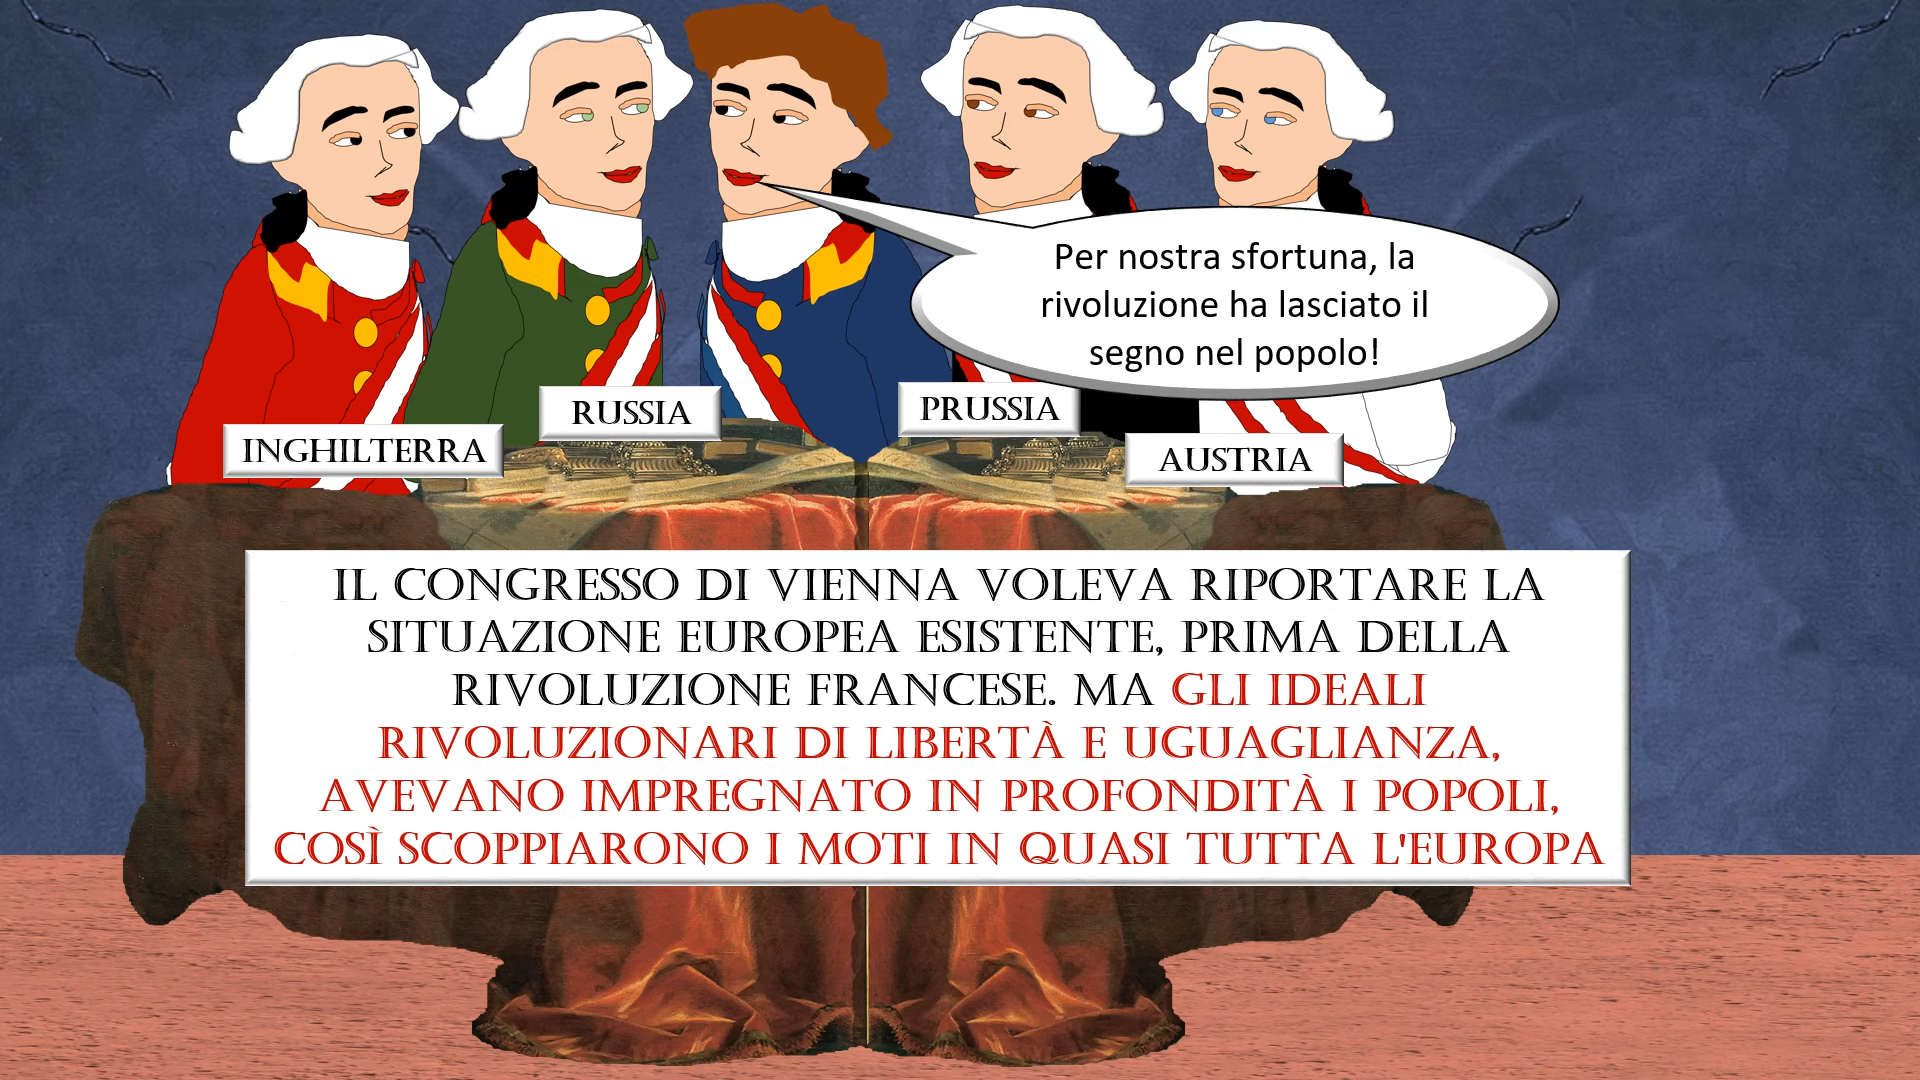 Per nostra sfortuna, la
rivoluzione ha lasciato il
segno nel popolo!
RUSSIA
PRUSSIA
INGHILTERRA
AUSTRIA
IL CONGRESSO DI VIENNA VOLEVA RIPORTARE LA
SITUAZIONE EUROPEA ESISTENTE, PRIMA DELLA
RIVOLUZIONE FRANCESE. MA GLI IDEALI
RIVOLUZIONARI DI LIBERTÀ E UGUAGLIANZA,
AVEVANO IMPREGNATO IN PROFONDITÀ I POPOLI,
COSÌ SCOPPIARONO I MOTI IN QUASI TUTTA L'EUROPA